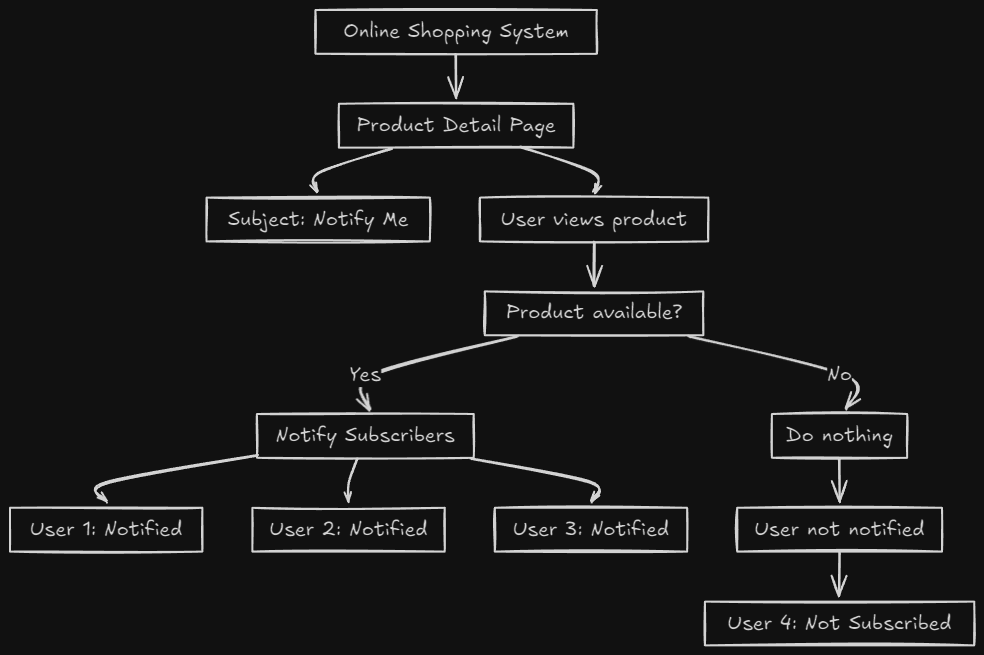 Online Shopping System
Product Detail Page
Subject: Notify Me
User views product
Product available?
Yes
No
Notify Subscribers
Do nothing
User 1: Notified
User 2: Notified
User 3: Notified
User not notified
User 4: Not Subscribed